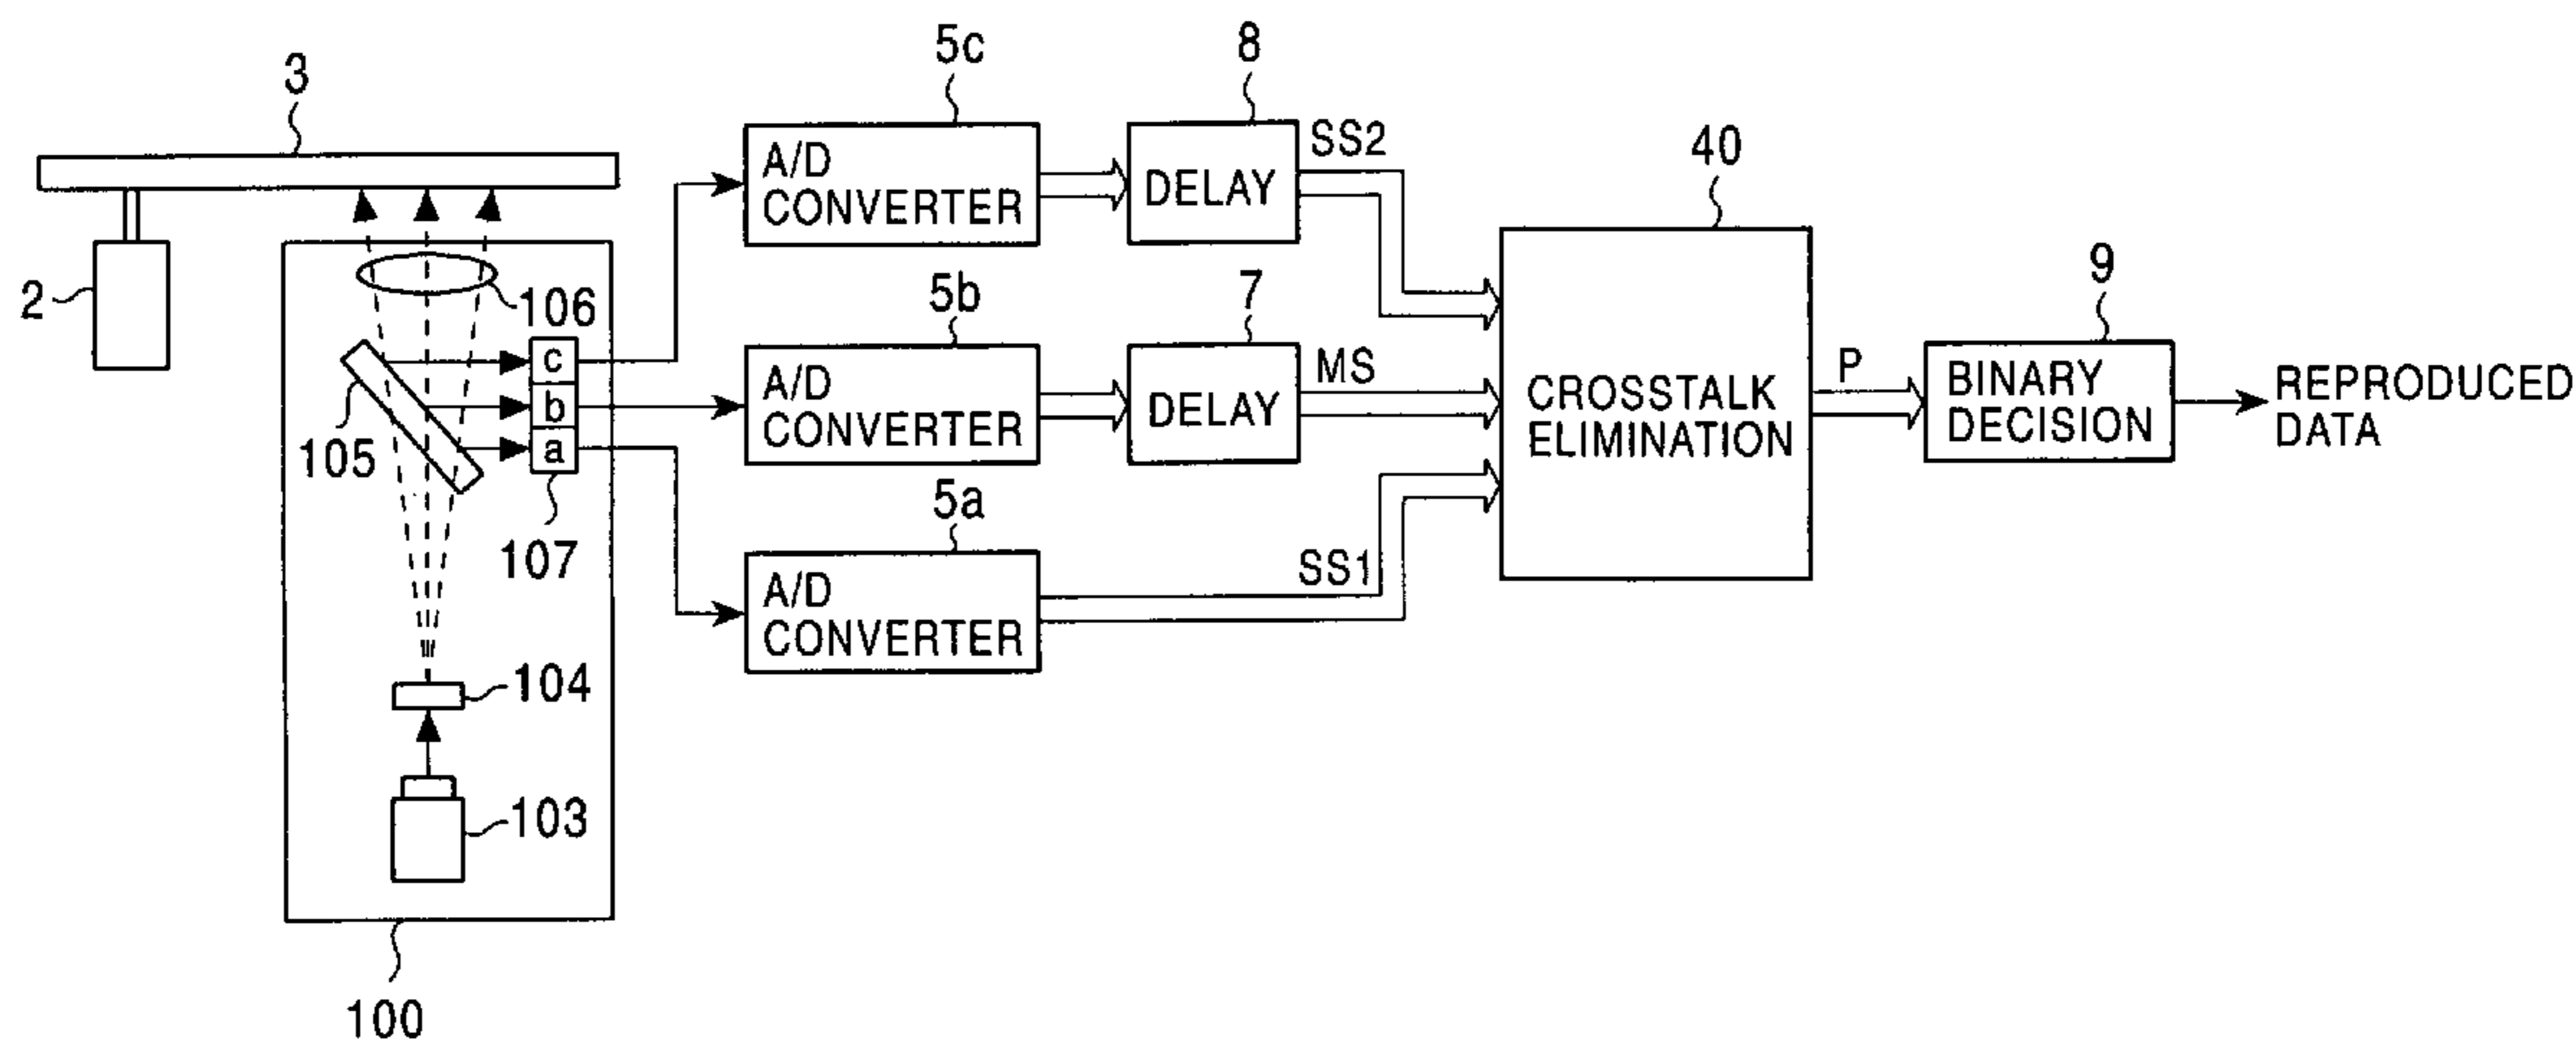 3
2
100
103
104
105
106
107
c
b
a
5c
A/D
CONVERTER
8
DELAY
SS2
5b
A/D
CONVERTER
7
DELAY
MS
5a
A/D
CONVERTER
SS1
40
CROSSTALK
ELIMINATION
P
9
BINARY
DECISION
REPRODUCED
DATA